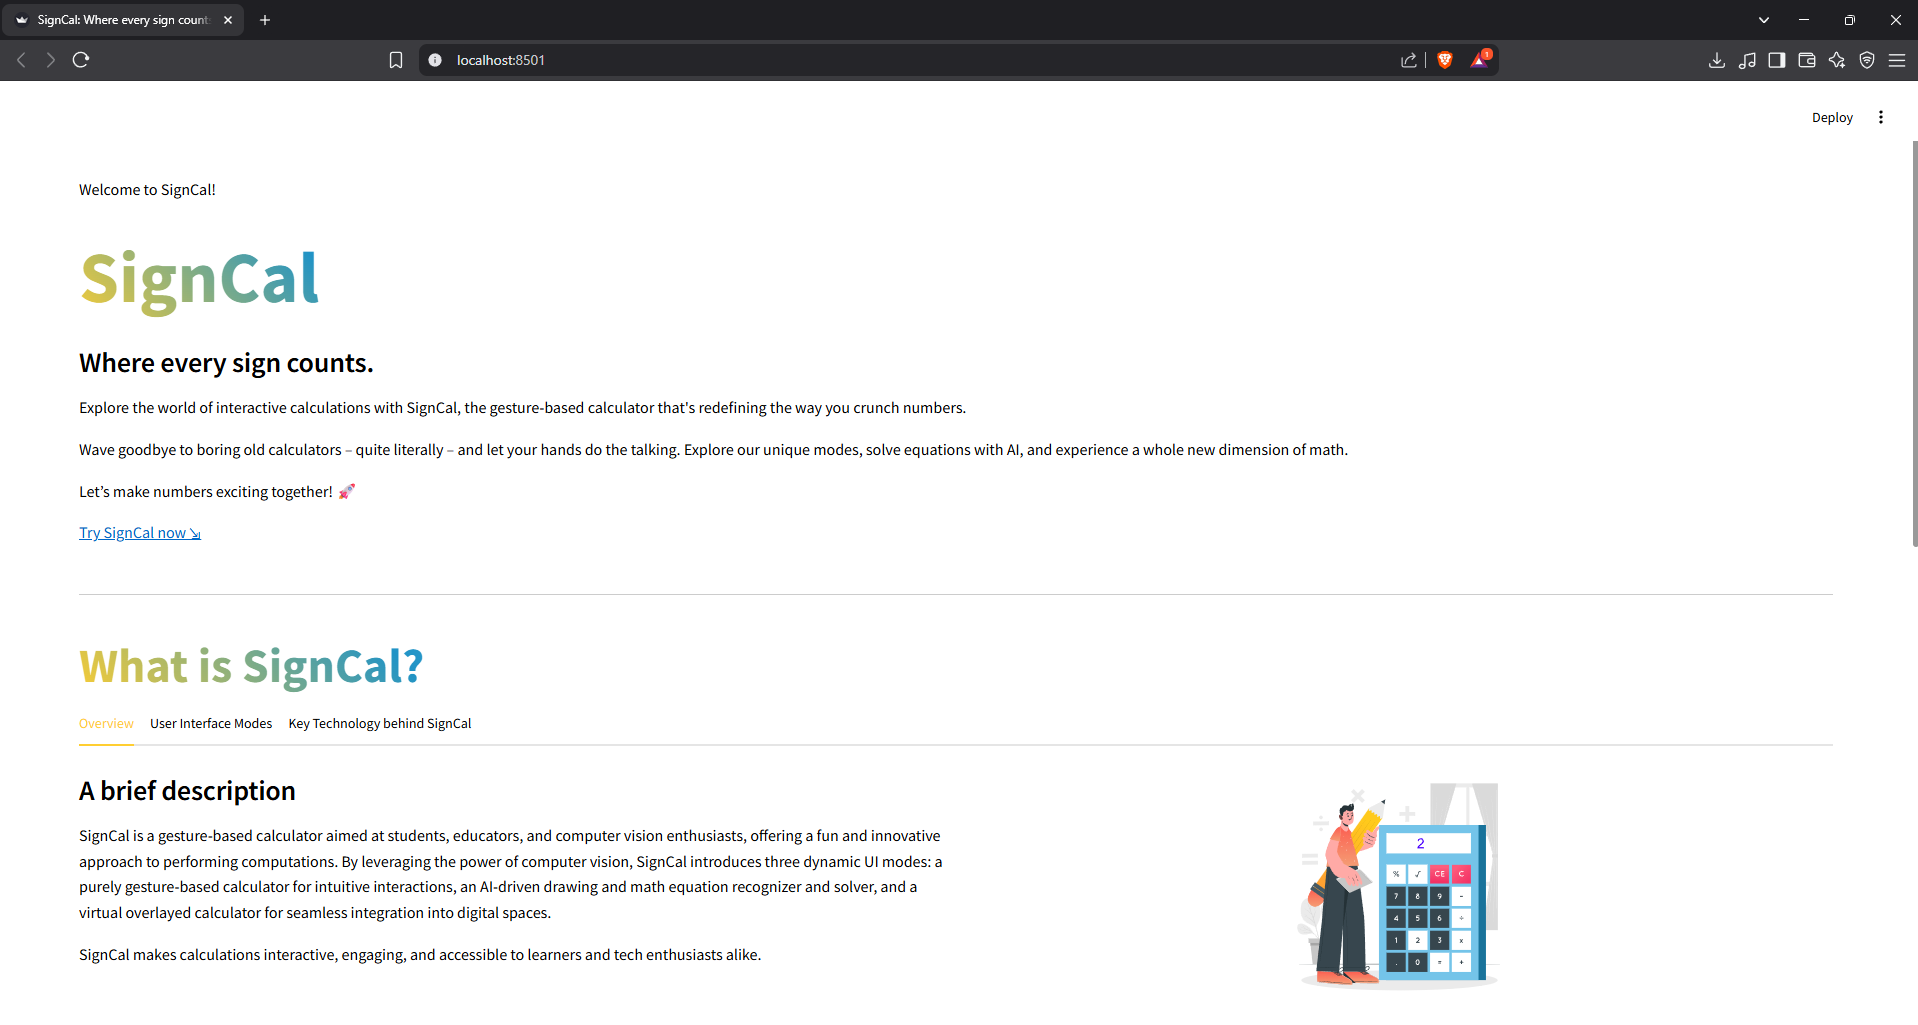 SignCal: Where every sign count
localhost:8501
1
Deploy
Welcome to SignCal!
SignCal
Where every sign counts.
Explore the world of interactive calculations with SignCal, the gesture-based calculator that's redefining the way you crunch numbers.
Wave goodbye to boring old calculators – quite literally – and let your hands do the talking. Explore our unique modes, solve equations with AI, and experience a whole new dimension of math.
Let’s make numbers exciting together! 🚀
Try SignCal now ⇲
What is SignCal?
Overview User Interface Modes Key Technology behind SignCal
A brief description
SignCal is a gesture-based calculator aimed at students, educators, and computer vision enthusiasts, offering a fun and innovative
approach to performing computations. By leveraging the power of computer vision, SignCal introduces three dynamic UI modes: a
purely gesture-based calculator for intuitive interactions, an AI-driven drawing and math equation recognizer and solver, and a
virtual overlayed calculator for seamless integration into digital spaces.
SignCal makes calculations interactive, engaging, and accessible to learners and tech enthusiasts alike.
2
% √ CE C
7 8 9 -
4 5 6 ÷
1 2 3 x
. 0 = +